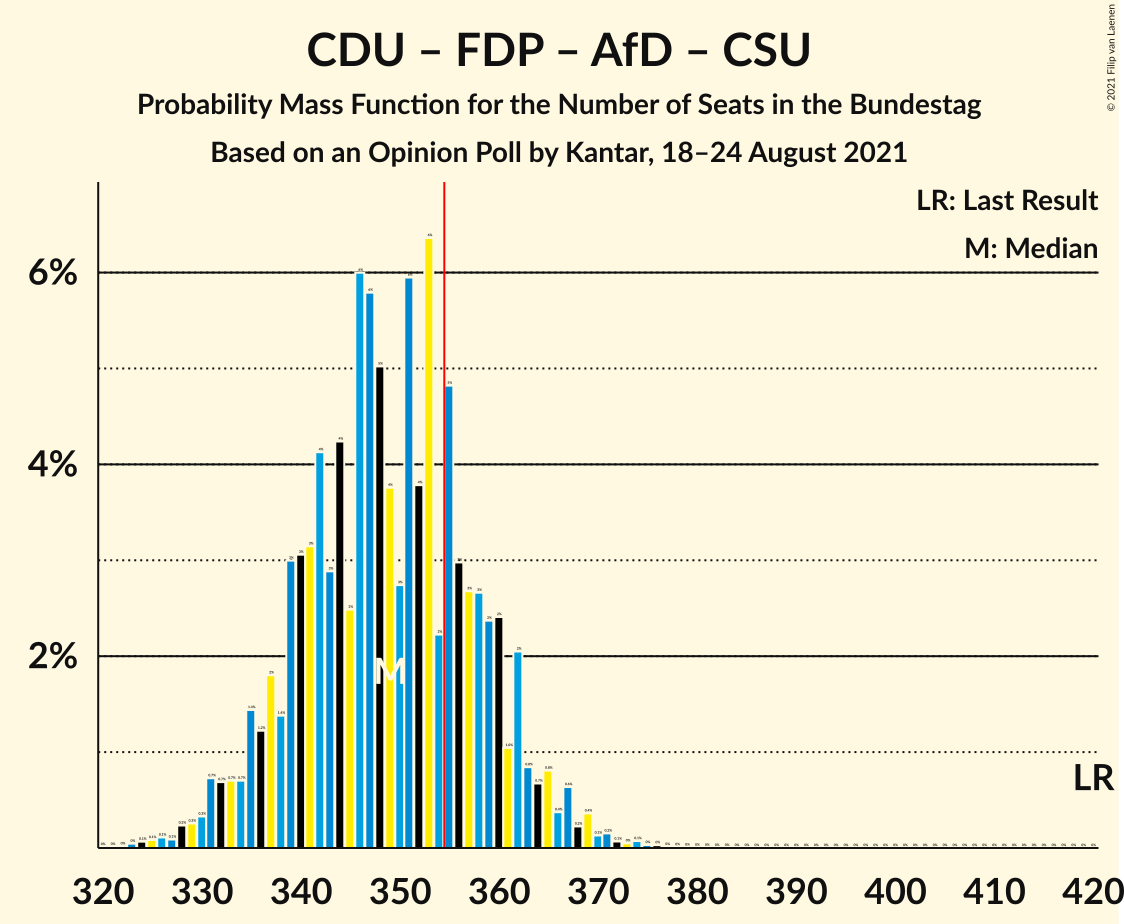 CDU – FDP – AfD – CSU
Probability Mass Function for the Number of Seats in the Bundestag
Based on an Opinion Poll by Kantar, 18–24 August 2021
© 2021 Filip van Laenen
LR: Last Result
M: Median
6%
4%
2%
M
LR
320 330 340 350 360 370 380 390 400 410 420